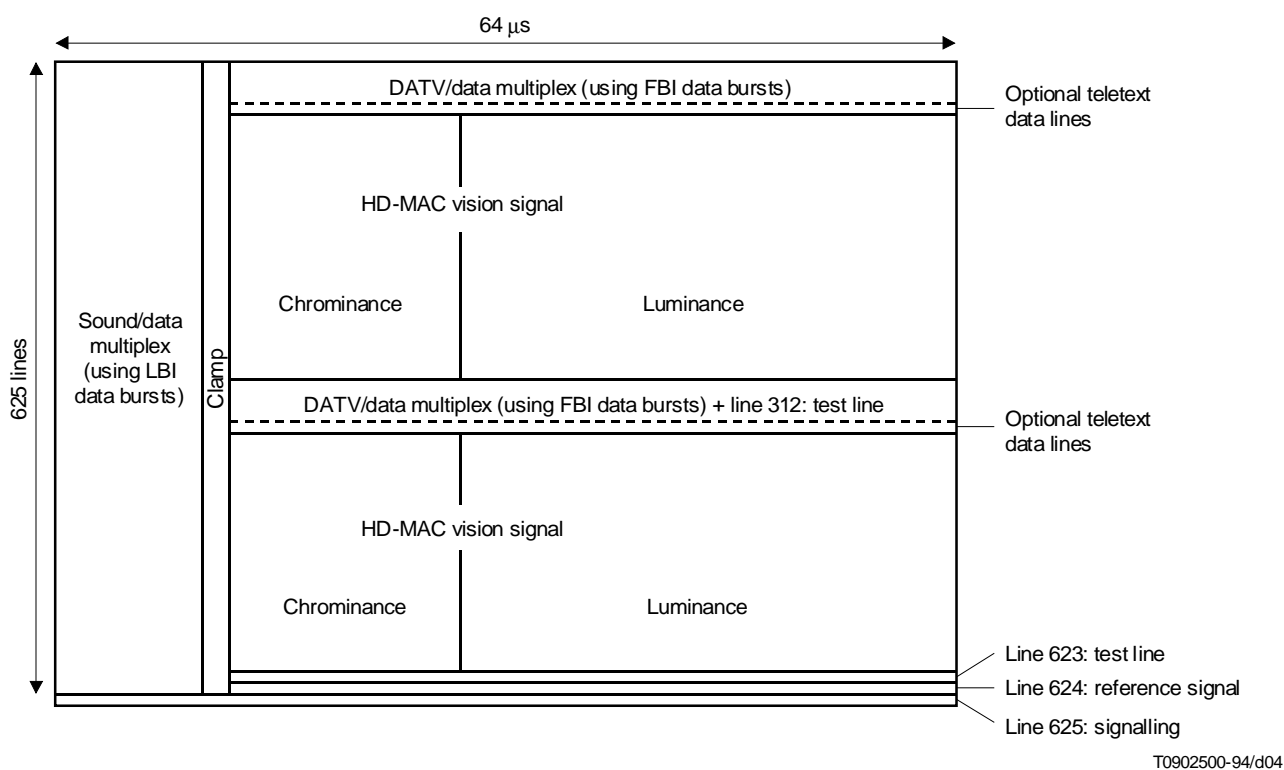 64 μs
DATV/data multiplex (using FBI data bursts)
Optional teletext
data lines
HD-MAC vision signal
Chrominance
Luminance
625 lines
Sound/data
multiplex
(using LBI
data bursts)
Clamp
DATV/data multiplex (using FBI data bursts) + line 312: test line
Optional teletext
data lines
HD-MAC vision signal
Chrominance
Luminance
Line 623: test line
Line 624: reference signal
Line 625: signalling
T0902500-94/d04